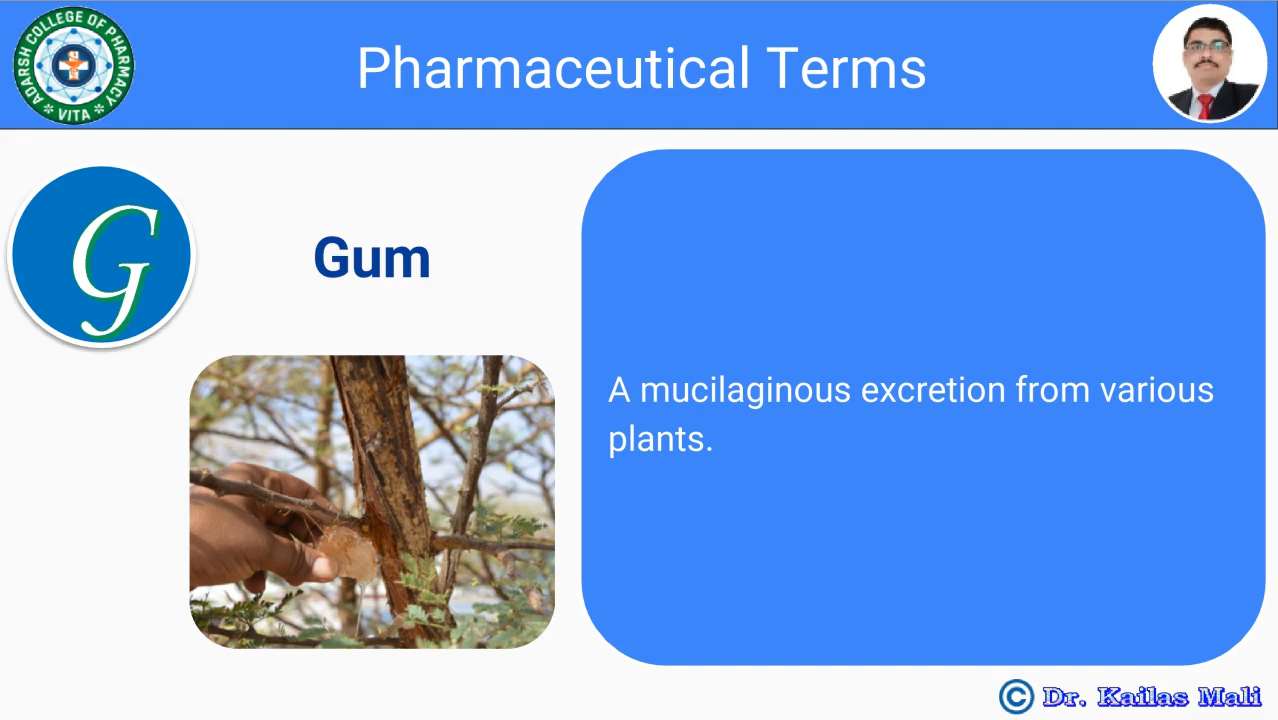 ADARSH COLLEGE OF PHARMACY
VITA
Pharmaceutical Terms
G
Gum
A mucilaginous excretion from various
plants.
© Dr. Kailas Mali